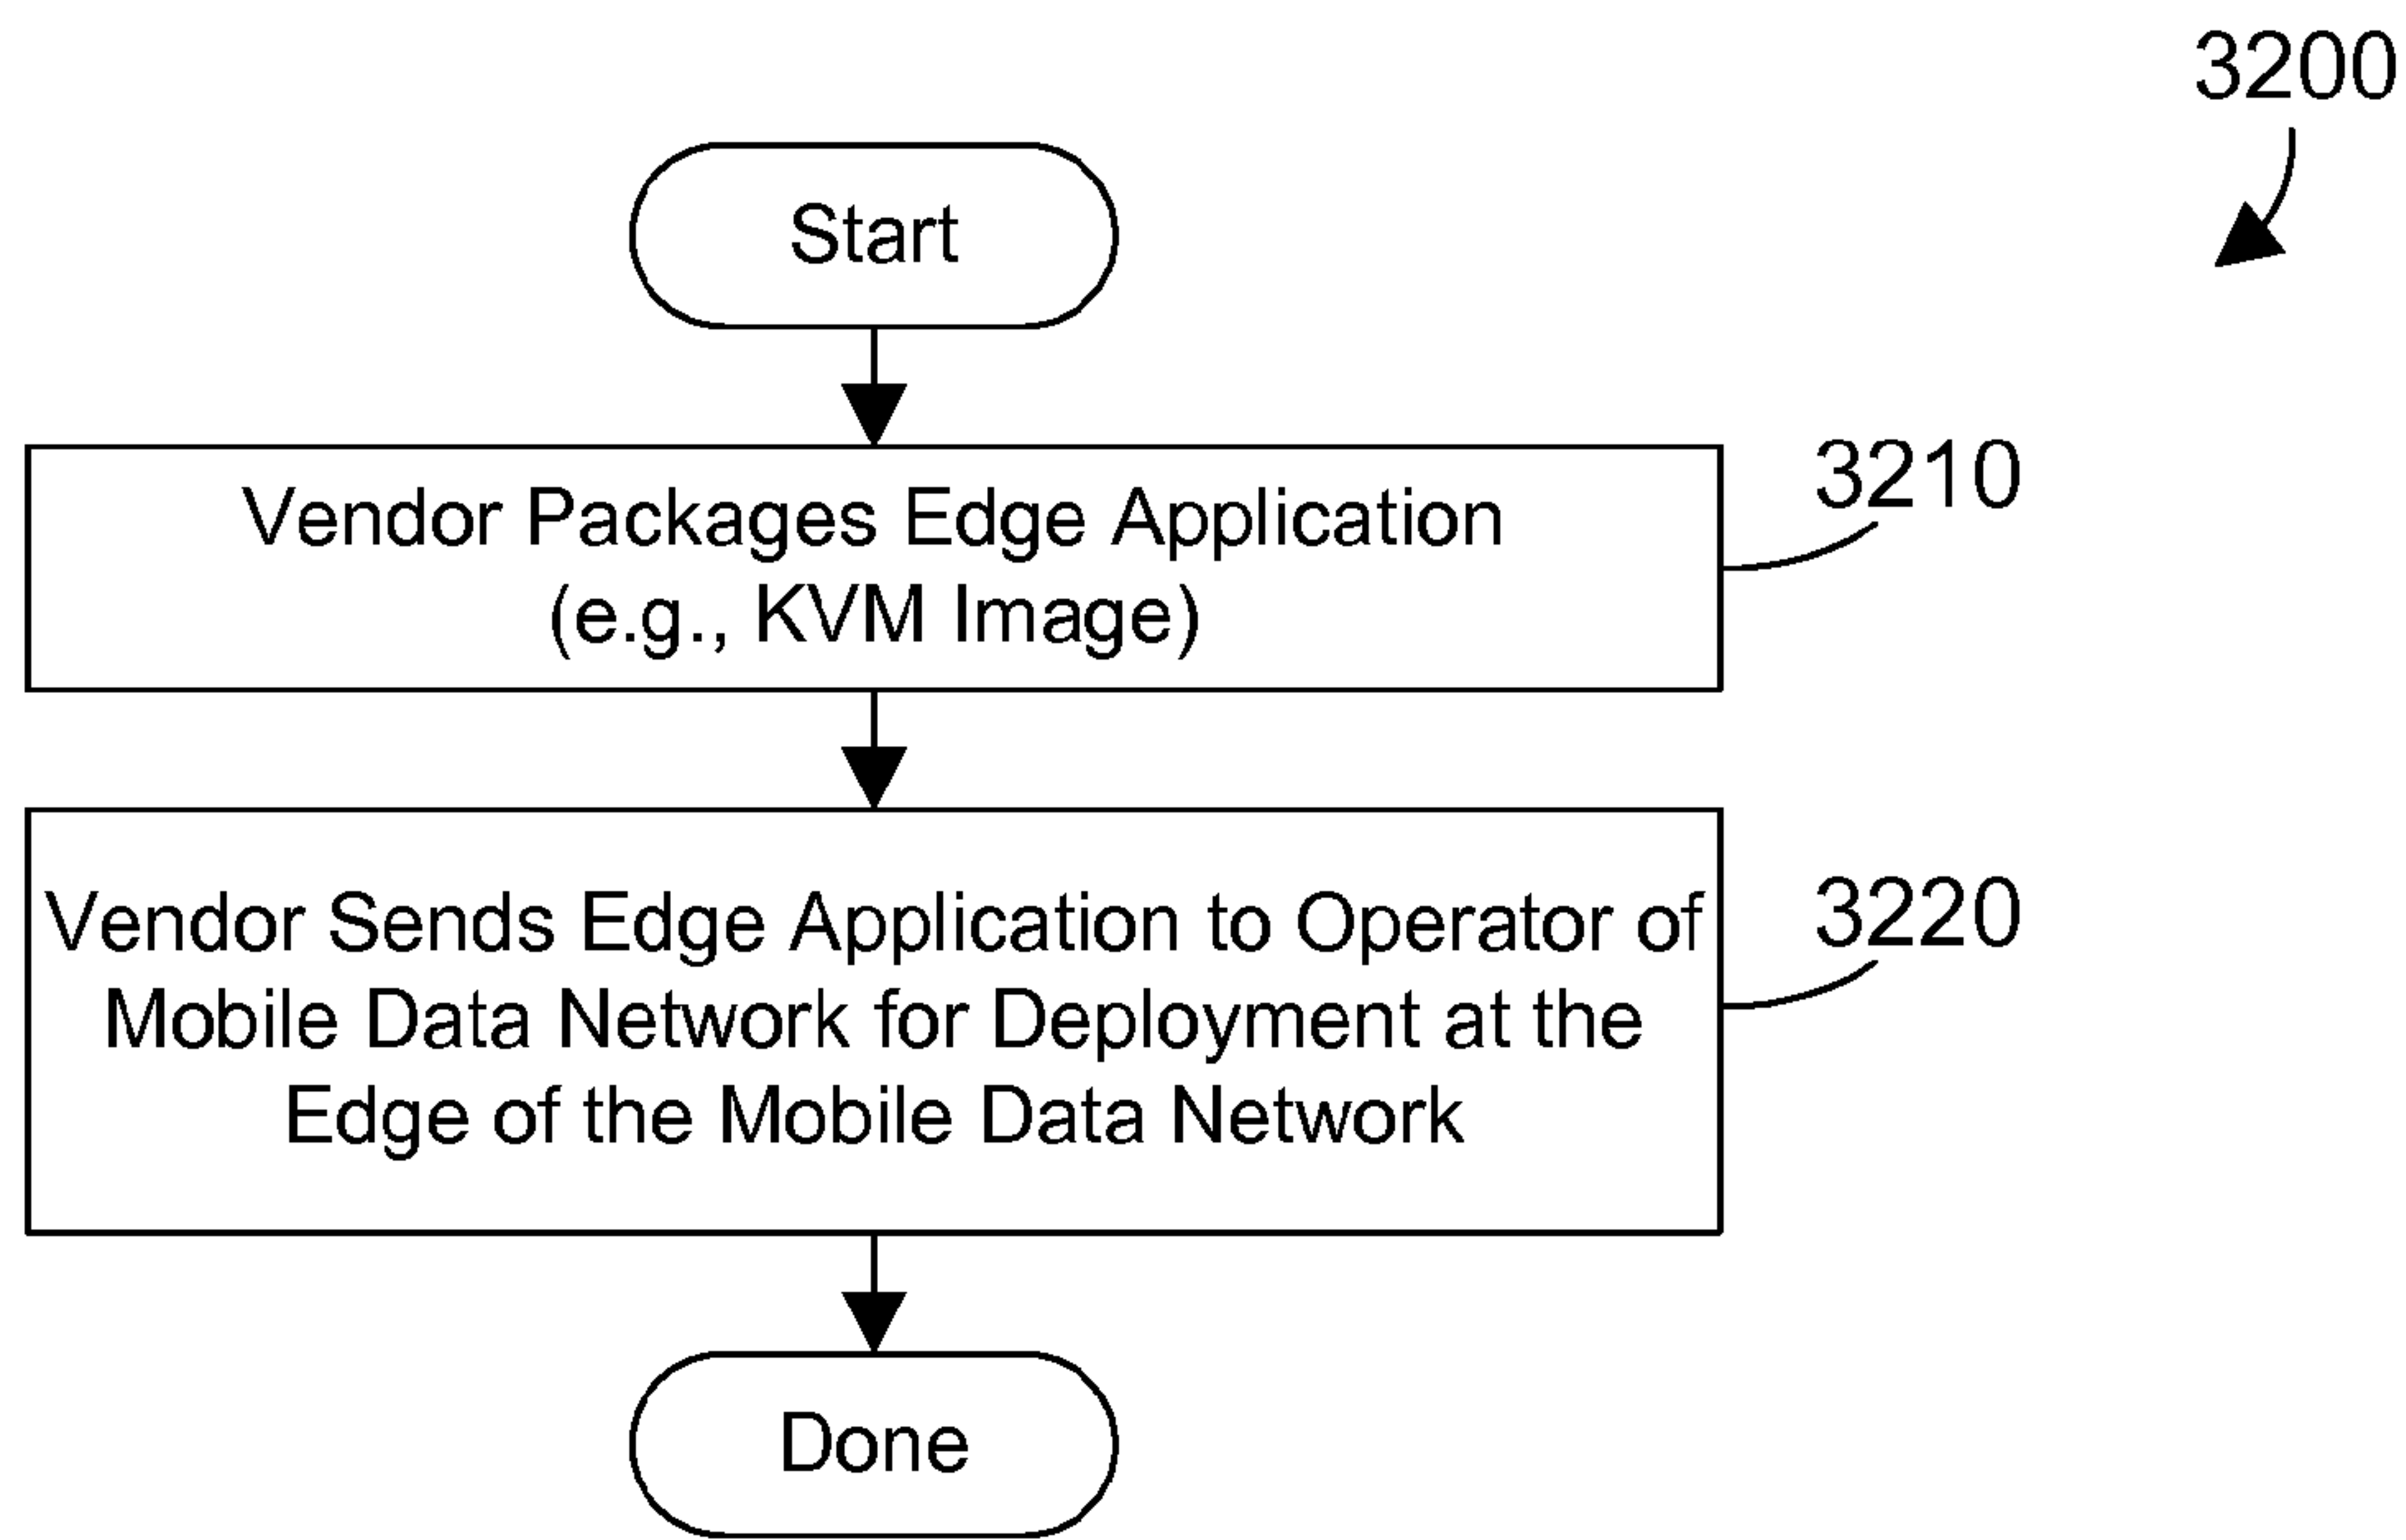 3200
Start
Vendor Packages Edge Application
(e.g., KVM Image)
3210
Vendor Sends Edge Application to Operator of
Mobile Data Network for Deployment at the
Edge of the Mobile Data Network
3220
Done